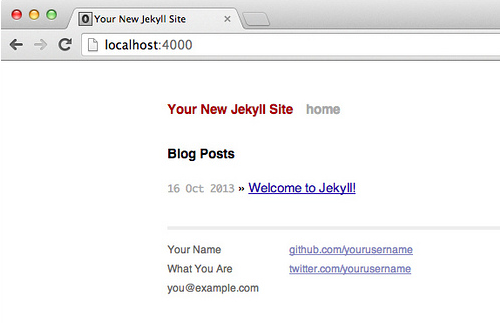 Your New Jekyll Site
localhost:4000
Your New Jekyll Site home
Blog Posts
16 Oct 2013 » Welcome to Jekyll!
Your Name github.com/yourusername
What You Are twitter.com/yourusername
you@example.com